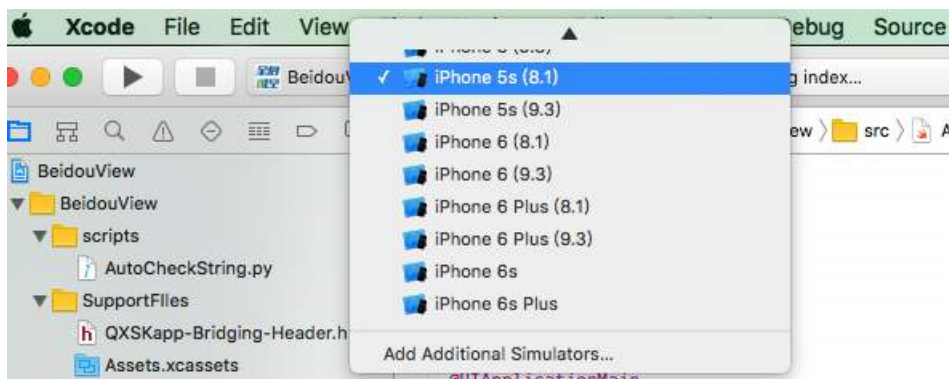 Xcode File Edit View ebug Source
BeidouV g index...
iPhone 5s (8.1)
iPhone 5s (9.3)
iPhone 6 (8.1)
iPhone 6 (9.3)
iPhone 6 Plus (8.1)
iPhone 6 Plus (9.3)
iPhone 6s
iPhone 6s Plus
Add Additional Simulators...
ew src A
BeidouView
BeidouView
scripts
AutoCheckString.py
SupportFIles
QXSKapp-Bridging-Header.h
Assets.xcassets
@UIApplicationMain